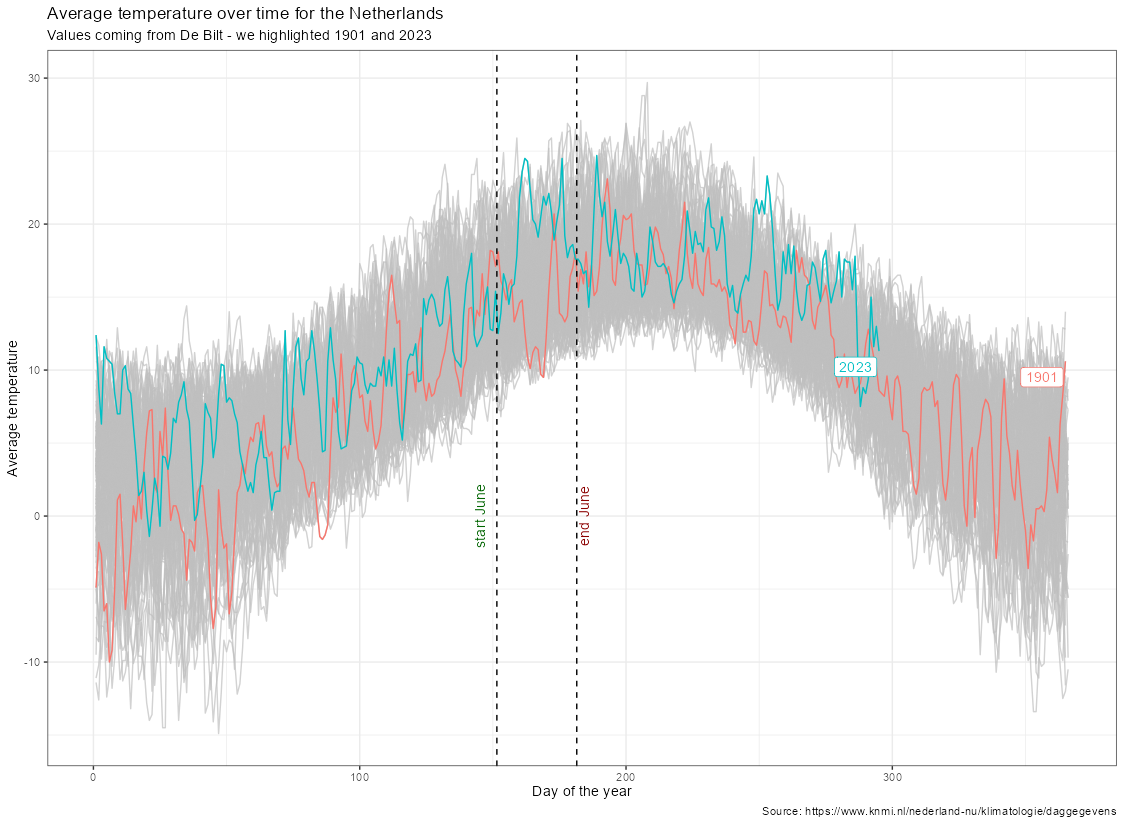 Average temperature over time for the Netherlands
Values coming from De Bilt - we highlighted 1901 and 2023
Average temperature
30
20
10
0
-10
start June
end June
2023
1901
0
100
200
300
Day of the year
Source: https://www.knmi.nl/nederland-nu/klimatologie/daggegevens